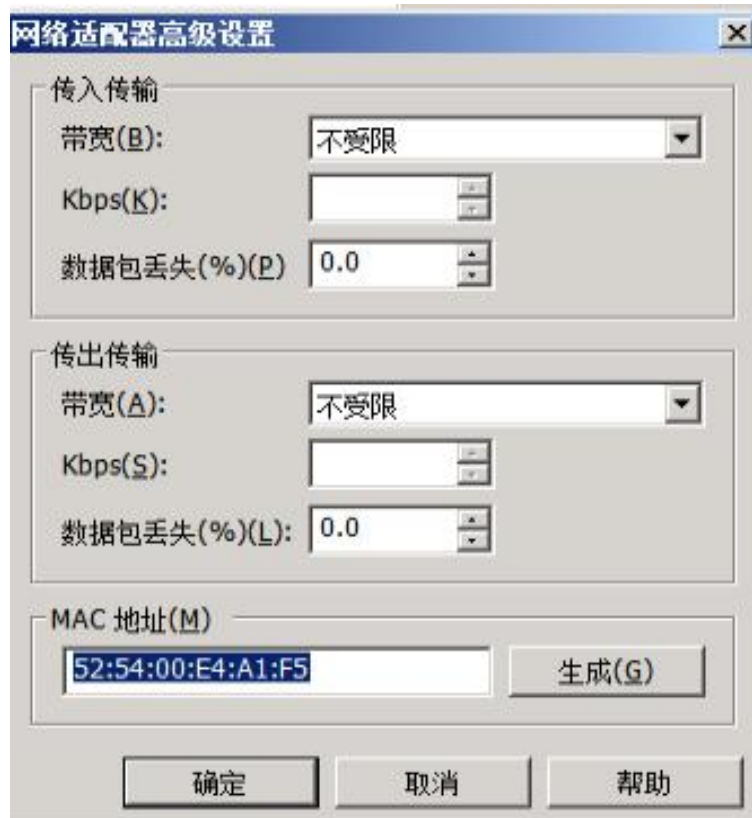 网络适配器高级设置
传入传输
带宽(B): 不受限
Kbps(K):
数据包丢失(%)(P) 0.0
传出传输
带宽(A): 不受限
Kbps(S):
数据包丢失(%)(L): 0.0
MAC 地址(M)
52:54:00:E4:A1:F5 生成(G)
确定 取消 帮助